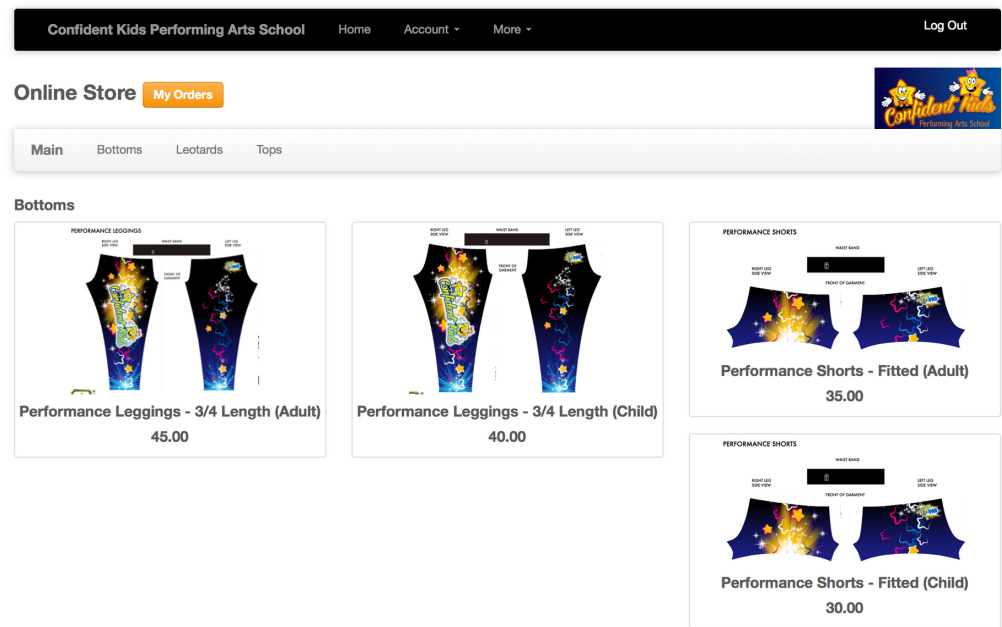 Confident Kids Performing Arts School Home Account More Log Out
Online Store My Orders
Confident Kids
Performing Arts School
Main Bottoms Leotards Tops
Bottoms
PERFORMANCE LEGGINGS
RIGHT LEG
SIDE VIEW
WAIST BAND
LEFT LEG
SIDE VIEW
FRONT OF
GARMENT
Confident Kids
Performance Leggings - 3/4 Length (Adult)
45.00
RIGHT LEG
SIDE VIEW
WAIST BAND
LEFT LEG
SIDE VIEW
FRONT OF
GARMENT
Confident Kids
Performance Leggings - 3/4 Length (Child)
40.00
PERFORMANCE SHORTS
WAIST BAND
RIGHT LEG
SIDE VIEW
LEFT LEG
SIDE VIEW
FRONT OF GARMENT
Performance Shorts - Fitted (Adult)
35.00
PERFORMANCE SHORTS
WAIST BAND
RIGHT LEG
SIDE VIEW
LEFT LEG
SIDE VIEW
FRONT OF GARMENT
Performance Shorts - Fitted (Child)
30.00